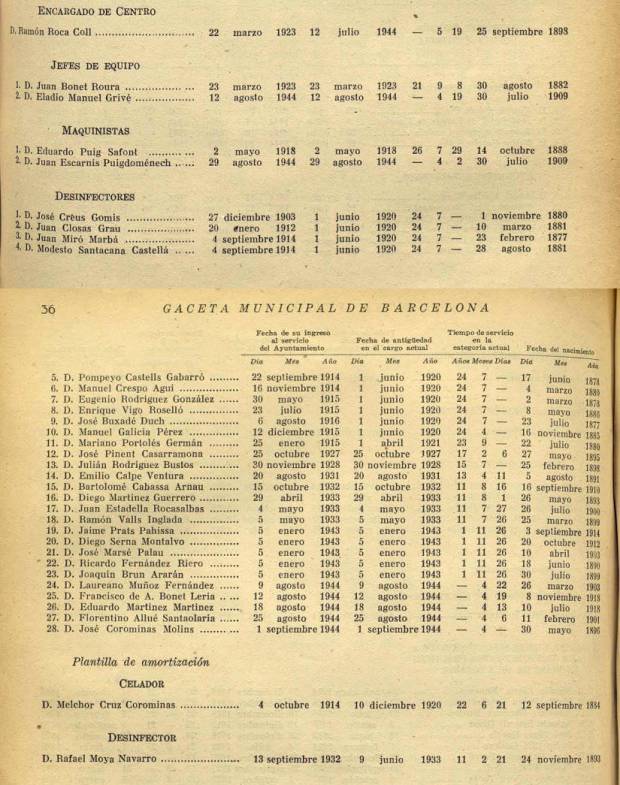 ENCARGADO DE CENTRO
D. Ramón Roca Coll ........................ 22 marzo 1923 12 julio 1944 — 5 19 25 septiembre 1898
JEFES DE EQUIPO
1. D. Juan Bonet Roura ..................... 23 marzo 1923 23 marzo 1923 21 9 8 30 agosto 1882
2. D. Eladio Manuel Grivé .................. 12 agosto 1944 12 agosto 1944 — 4 19 30 julio 1909
MAQUINISTAS
1. D. Eduardo Puig Safont .................. 2 mayo 1918 2 mayo 1918 26 7 29 14 octubre 1888
2. D. Juan Escarnis Puigdoménech ...... 29 agosto 1944 29 agosto 1944 — 4 2 30 julio 1909
DESINFECTORES
1. D. José Creus Gomis ..................... 27 diciembre 1903 1 junio 1920 24 7 — 1 noviembre 1880
2. D. Juan Closas Grau ..................... 20 enero 1912 1 junio 1920 24 7 — 10 marzo 1881
3. D. Juan Miró Marbá ...................... 4 septiembre 1914 1 junio 1920 24 7 — 23 febrero 1877
4. D. Modesto Santacana Castellá ...... 4 septiembre 1914 1 junio 1920 24 7 — 28 agosto 1881
36 GACETA MUNICIPAL DE BARCELONA
Fecha de su ingreso al servicio del Ayuntamiento Fecha de antigüedad en el cargo actual Tiempo de servicio en la categoría actual Fecha del nacimiento
Día Mes Año Día Mes Año Años Meses Días Día Mes Año
5. D. Pompeyo Castells Gabarró ......... 22 septiembre 1914 1 junio 1920 24 7 — 17 junio 1878
6. D. Manuel Crespo Agui .................. 16 noviembre 1914 1 junio 1920 24 7 — 4 marzo 1880
7. D. Eugenio Rodríguez González ...... 30 mayo 1915 1 junio 1920 24 7 — 2 marzo 1878
8. D. Enrique Vigo Roselló ................ 23 julio 1915 1 junio 1920 24 7 — 8 mayo
9. D. José Buxadé Duch .................... 6 agosto 1916 1 junio 1920 24 7 — 23 julio 1877
10. D. Manuel Galicia Pérez ............... 12 diciembre 1915 1 junio 1920 24 4 — 16 noviembre 1885
11. D. Mariano Portolés Germán ......... 25 enero 1915 1 abril 1921 23 9 — 22 julio 1880
12. D. José Pinent Casarramona ......... 25 octubre 1927 25 octubre 1927 17 2 6 27 mayo 1895
13. D. Julián Rodríguez Bustos ........... 30 noviembre 1928 30 noviembre 1928 15 7 — 25 febrero 1898
14. D. Emilio Calpe Ventura ............... 20 agosto 1931 20 agosto 1931 13 4 11 5 agosto 1891
15. D. Bartolomé Cabassa Arnau ......... 15 octubre 1932 15 octubre 1932 11 8 16 16 septiembre 1910
16. D. Diego Martínez Guerrero .......... 29 abril 1933 29 abril 1933 11 8 1 26 mayo 1893
17. D. Juan Estadella Rocasalbas ........ 4 mayo 1933 4 mayo 1933 11 7 27 26 julio 1900
18. D. Ramón Valls Inglada ................ 5 mayo 1933 5 mayo 1933 11 7 26 25 marzo 1899
19. D. Jaime Prats Pahissa ................ 5 enero 1943 5 enero 1943 1 11 26 3 septiembre 1914
20. D. Diego Serna Montalvo .............. 5 enero 1943 5 enero 1943 1 11 26 20 octubre 1912
21. D. José Marsé Palau .................... 5 enero 1943 5 enero 1943 1 11 26 10 abril 1903
22. D. Ricardo Fernández Riero .......... 5 enero 1943 5 enero 1943 1 11 26 18 junio 1890
23. D. Joaquín Brun Ararán ............... 5 enero 1943 5 enero 1943 1 11 26 30 julio 1899
24. D. Laureano Muñoz Fernández ...... 9 agosto 1944 9 agosto 1944 — 4 22 26 marzo 1903
25. D. Francisco de A. Bonet Leria ...... 12 agosto 1944 12 agosto 1944 — 4 19 8 noviembre 1918
26. D. Eduardo Martínez Martínez ...... 18 agosto 1944 18 agosto 1944 — 4 13 10 julio 1918
27. D. Florentino Allué Santaolaria ...... 25 agosto 1944 25 agosto 1944 — 4 6 11 febrero 1901
28. D. José Corominas Molins ............ 1 septiembre 1944 1 septiembre 1944 — 4 — 30 mayo 1896
Plantilla de amortización
CELADOR
D. Melchor Cruz Corominas .................. 4 octubre 1914 10 diciembre 1920 22 6 21 12 septiembre 1884
DESINFECTOR
D. Rafael Moya Navarro ........................ 13 septiembre 1932 9 junio 1933 11 2 21 24 noviembre 1893